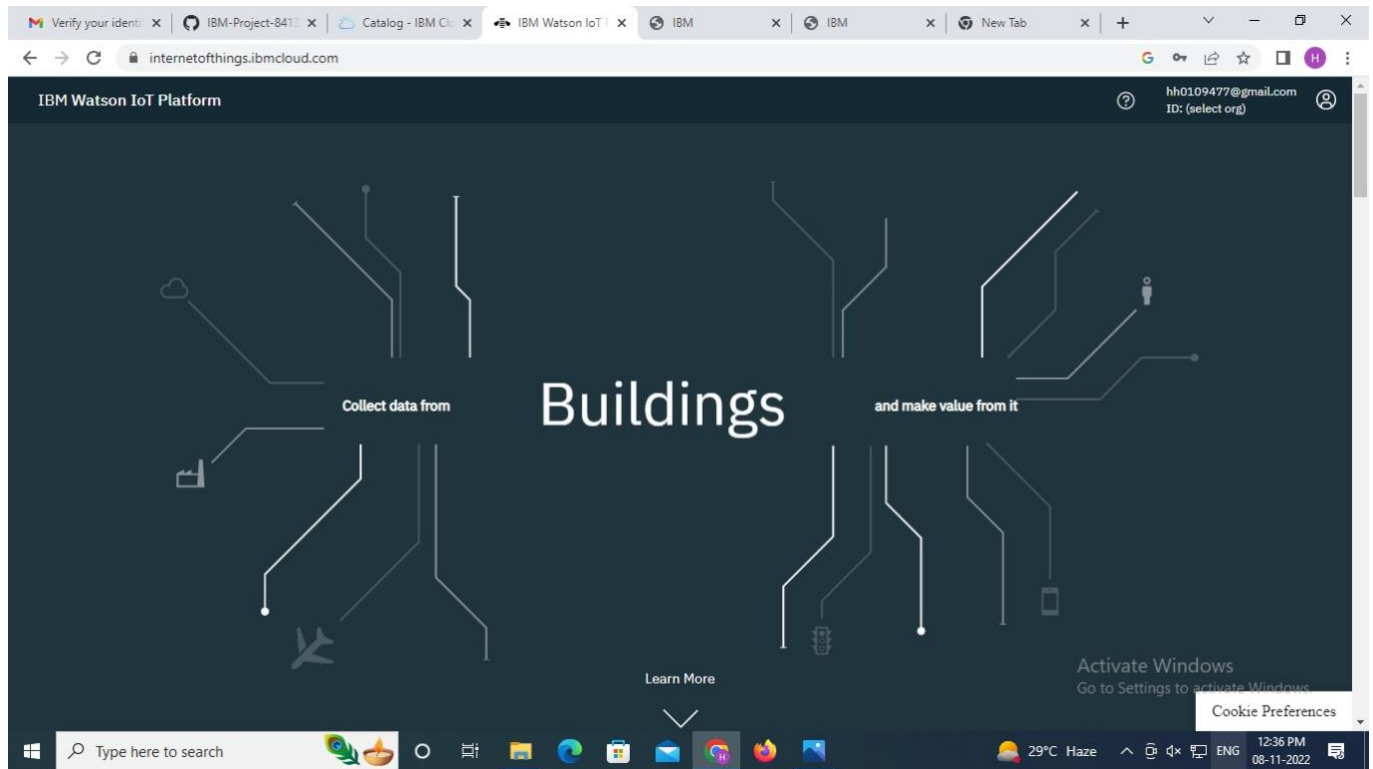 Verify your identi
IBM-Project-8413
Catalog - IBM Cl
IBM Watson IoT
IBM
IBM
New Tab
internetofthings.ibmcloud.com
H
IBM Watson IoT Platform
hh0109477@gmail.com
ID: (select org)
Collect data from
Buildings
and make value from it
Learn More
Activate Windows
Go to Settings to activate Windows.
Cookie Preferences
Type here to search
29°C Haze
ENG
12:36 PM
08-11-2022